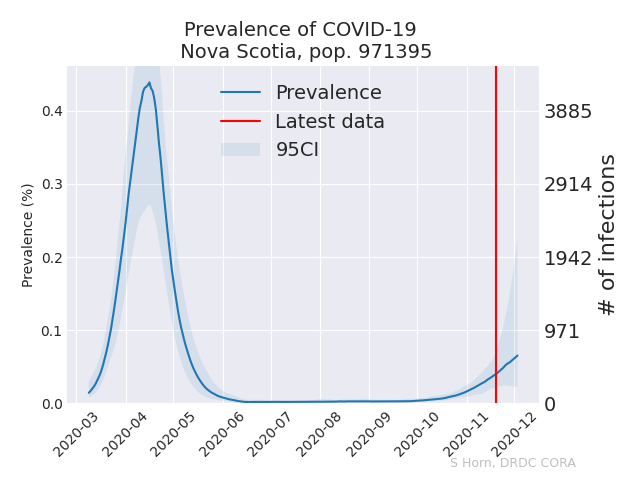 Prevalence of COVID-19
Nova Scotia, pop. 971395
Prevalence
Latest data
95CI
Prevalence (%)
0.4
0.3
0.2
0.1
0.0
3885
2914
1942
971
0
# of infections
2020-03
2020-04
2020-05
2020-06
2020-07
2020-08
2020-09
2020-10
2020-11
2020-12
S Horn, DRDC CORA